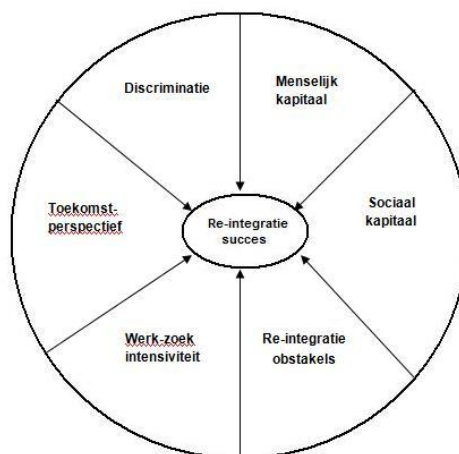 Discriminatie
Menselijk
kapitaal
Toekomst-
perspectief
Re-integratie
succes
Sociaal
kapitaal
Werk-zoek
intensiviteit
Re-integratie
obstakels